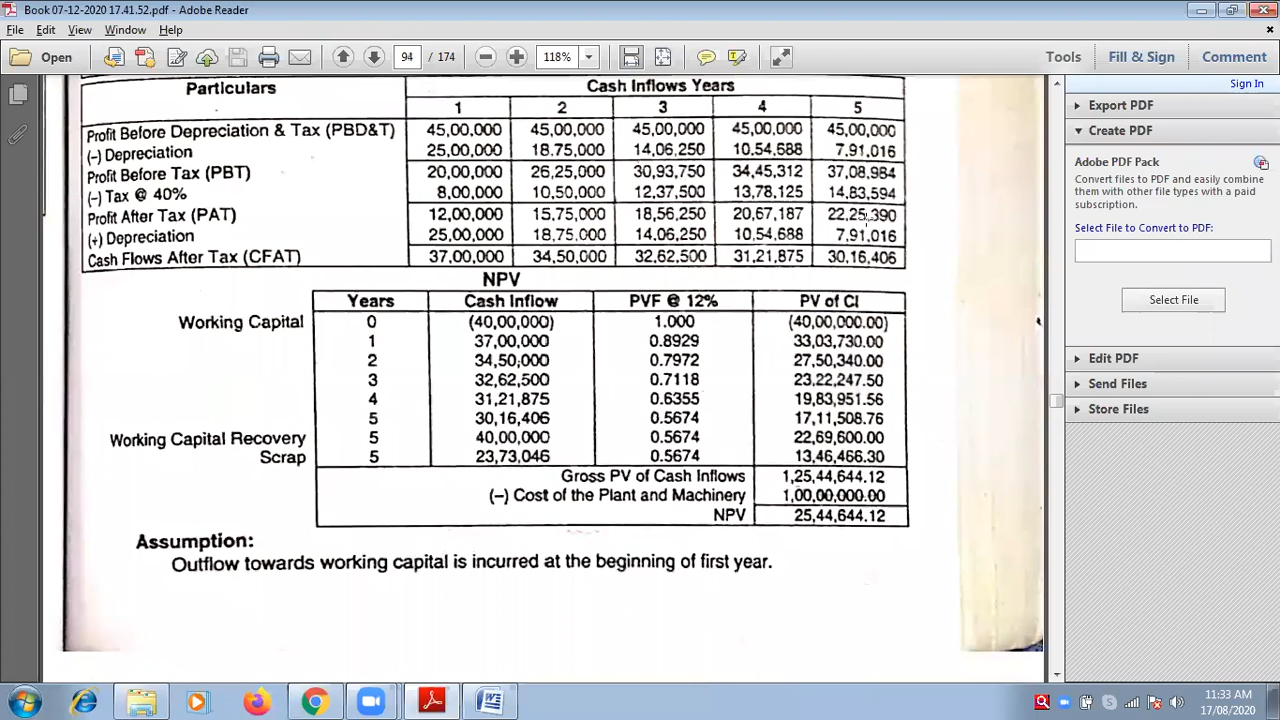 Book 07-12-2020 17.41.52.pdf - Adobe Reader
File Edit View Window Help
Open 94 / 174 118% Tools Fill & Sign Comment
Sign In
Export PDF
Create PDF
Adobe PDF Pack
Convert files to PDF and easily combine
them with other file types with a paid
subscription.
Select File to Convert to PDF:
Select File
Edit PDF
Send Files
Store Files
Particulars Cash Inflows Years
1 2 3 4 5
Profit Before Depreciation & Tax (PBD&T) 45,00,000 45,00,000 45,00,000 45,00,000 45,00,000
(–) Depreciation 25,00,000 18,75,000 14,06,250 10,54,688 7,91,016
Profit Before Tax (PBT) 20,00,000 26,25,000 30,93,750 34,45,312 37,08,984
(–) Tax @ 40% 8,00,000 10,50,000 12,37,500 13,78,125 14,83,594
Profit After Tax (PAT) 12,00,000 15,75,000 18,56,250 20,67,187 22,25,390
(+) Depreciation 25,00,000 18,75,000 14,06,250 10,54,688 7,91,016
Cash Flows After Tax (CFAT) 37,00,000 34,50,000 32,62,500 31,21,875 30,16,406
NPV
Years Cash Inflow PVF @ 12% PV of CI
Working Capital 0 (40,00,000) 1.000 (40,00,000.00)
1 37,00,000 0.8929 33,03,730.00
2 34,50,000 0.7972 27,50,340.00
3 32,62,500 0.7118 23,22,247.50
4 31,21,875 0.6355 19,83,951.56
5 30,16,406 0.5674 17,11,508.76
Working Capital Recovery 5 40,00,000 0.5674 22,69,600.00
Scrap 5 23,73,046 0.5674 13,46,466.30
Gross PV of Cash Inflows 1,25,44,644.12
(–) Cost of the Plant and Machinery 1,00,00,000.00
NPV 25,44,644.12
Assumption:
Outflow towards working capital is incurred at the beginning of first year.
11:33 AM
17/08/2020